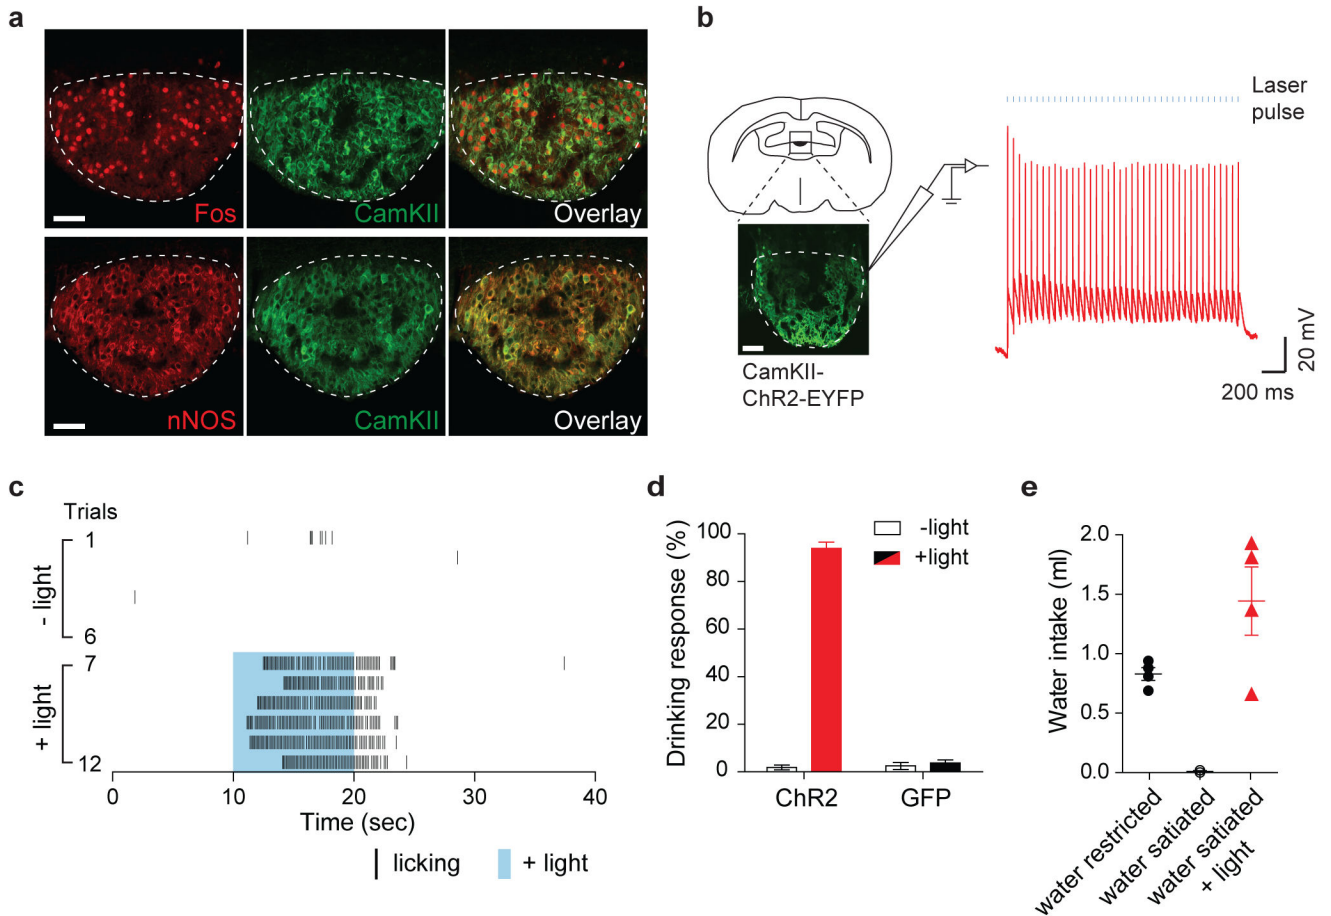 a
Fos
CamKII
Overlay
nNOS
CamKII
Overlay
b
Laser
pulse
CamKII-
ChR2-EYFP
20 mV
200 ms
c
Trials
1
- light
6
7
+ light
12
0
10
20
30
40
Time (sec)
licking
+ light
d
Drinking response (%)
100
80
60
40
20
0
-light
+light
ChR2
GFP
e
Water intake (ml)
2.0
1.5
1.0
0.5
0.0
water restricted
water satiated
water satiated
+ light